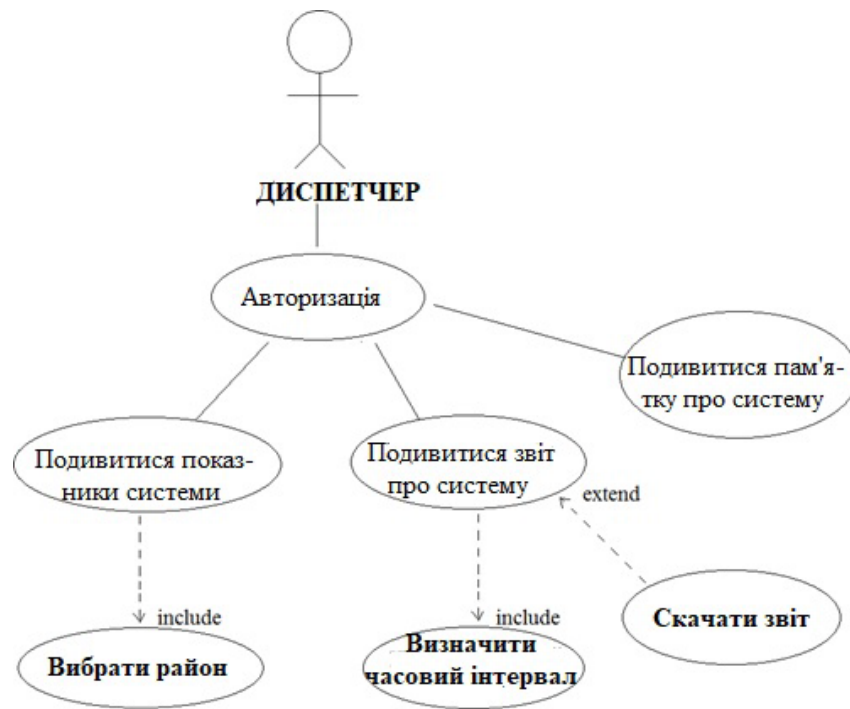 ДИСПЕТЧЕР
Авторизація
Подивитися пам'я-
тку про систему
Подивитися показ-
ники системи
Подивитися звіт
про систему
extend
include
include
Скачати звіт
Вибрати район
Визначити
часовий інтервал